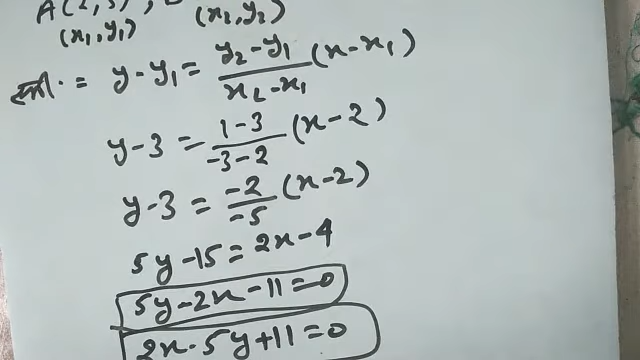 A(2,3),
(x₁,y₁) (x₂,y₂)
= y-y₁ = y₂-y₁/x₂-x₁ (x-x₁)
y-3 = 1-3/-3-2 (x-2)
y-3 = -2/-5 (x-2)
5y-15 = 2x-4
5y-2x-11=0
2x-5y+11=0